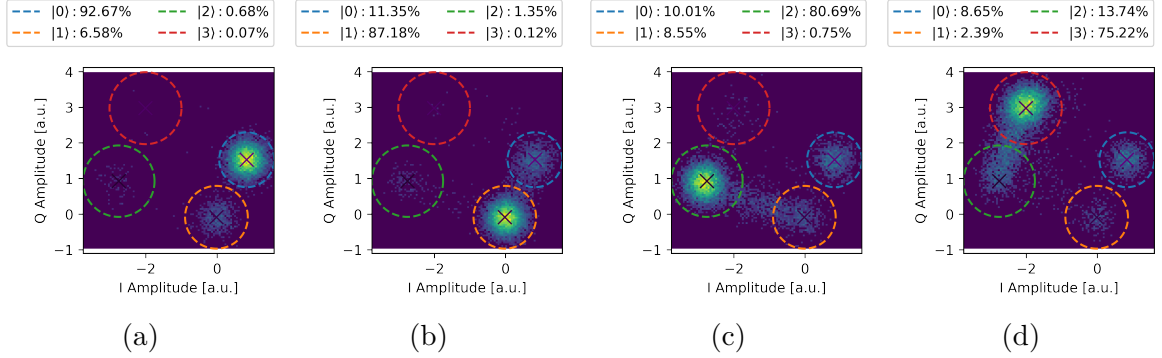 |0⟩: 92.67% |2⟩: 0.68%
|1⟩: 6.58% |3⟩: 0.07%
4
3
2
1
0
−1
Q Amplitude [a.u.]
−2 0
I Amplitude [a.u.]
(a)
|0⟩: 11.35% |2⟩: 1.35%
|1⟩: 87.18% |3⟩: 0.12%
4
3
2
1
0
−1
Q Amplitude [a.u.]
−2 0
I Amplitude [a.u.]
(b)
|0⟩: 10.01% |2⟩: 80.69%
|1⟩: 8.55% |3⟩: 0.75%
4
3
2
1
0
−1
Q Amplitude [a.u.]
−2 0
I Amplitude [a.u.]
(c)
|0⟩: 8.65% |2⟩: 13.74%
|1⟩: 2.39% |3⟩: 75.22%
4
3
2
1
0
−1
Q Amplitude [a.u.]
−2 0
I Amplitude [a.u.]
(d)